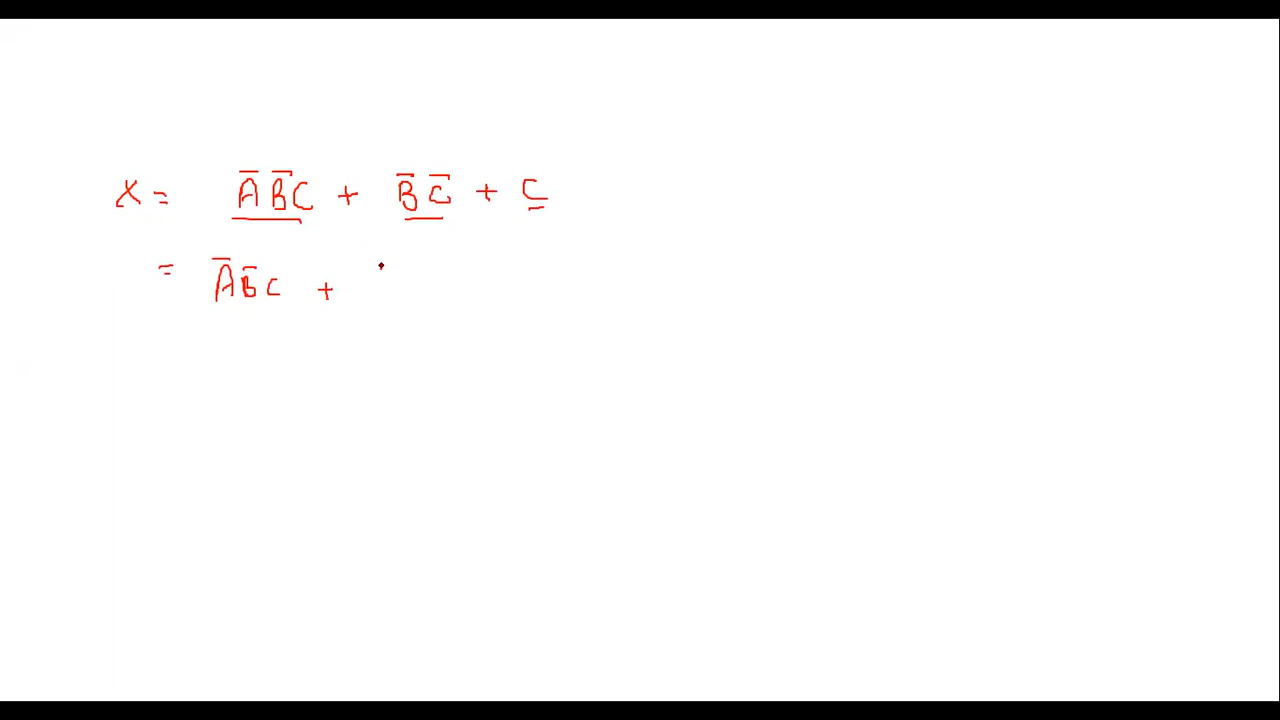 X = A̅ B̅ C + B̅ C̅ + C
= A̅ B̅ C +